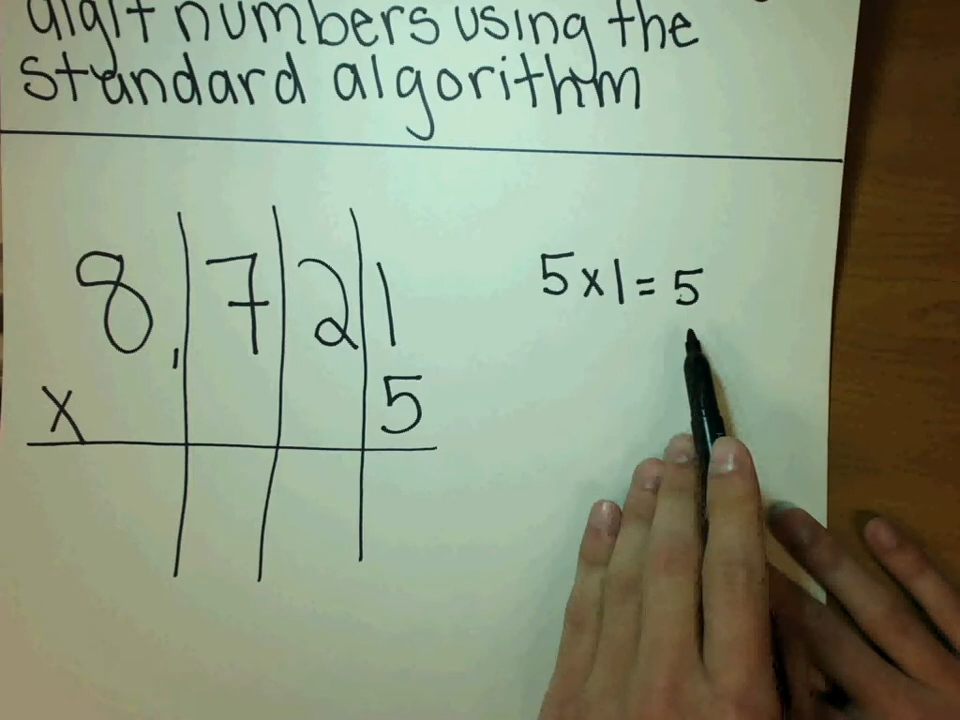 digit numbers using the
standard algorithm
8,721
x 5
5x1=5